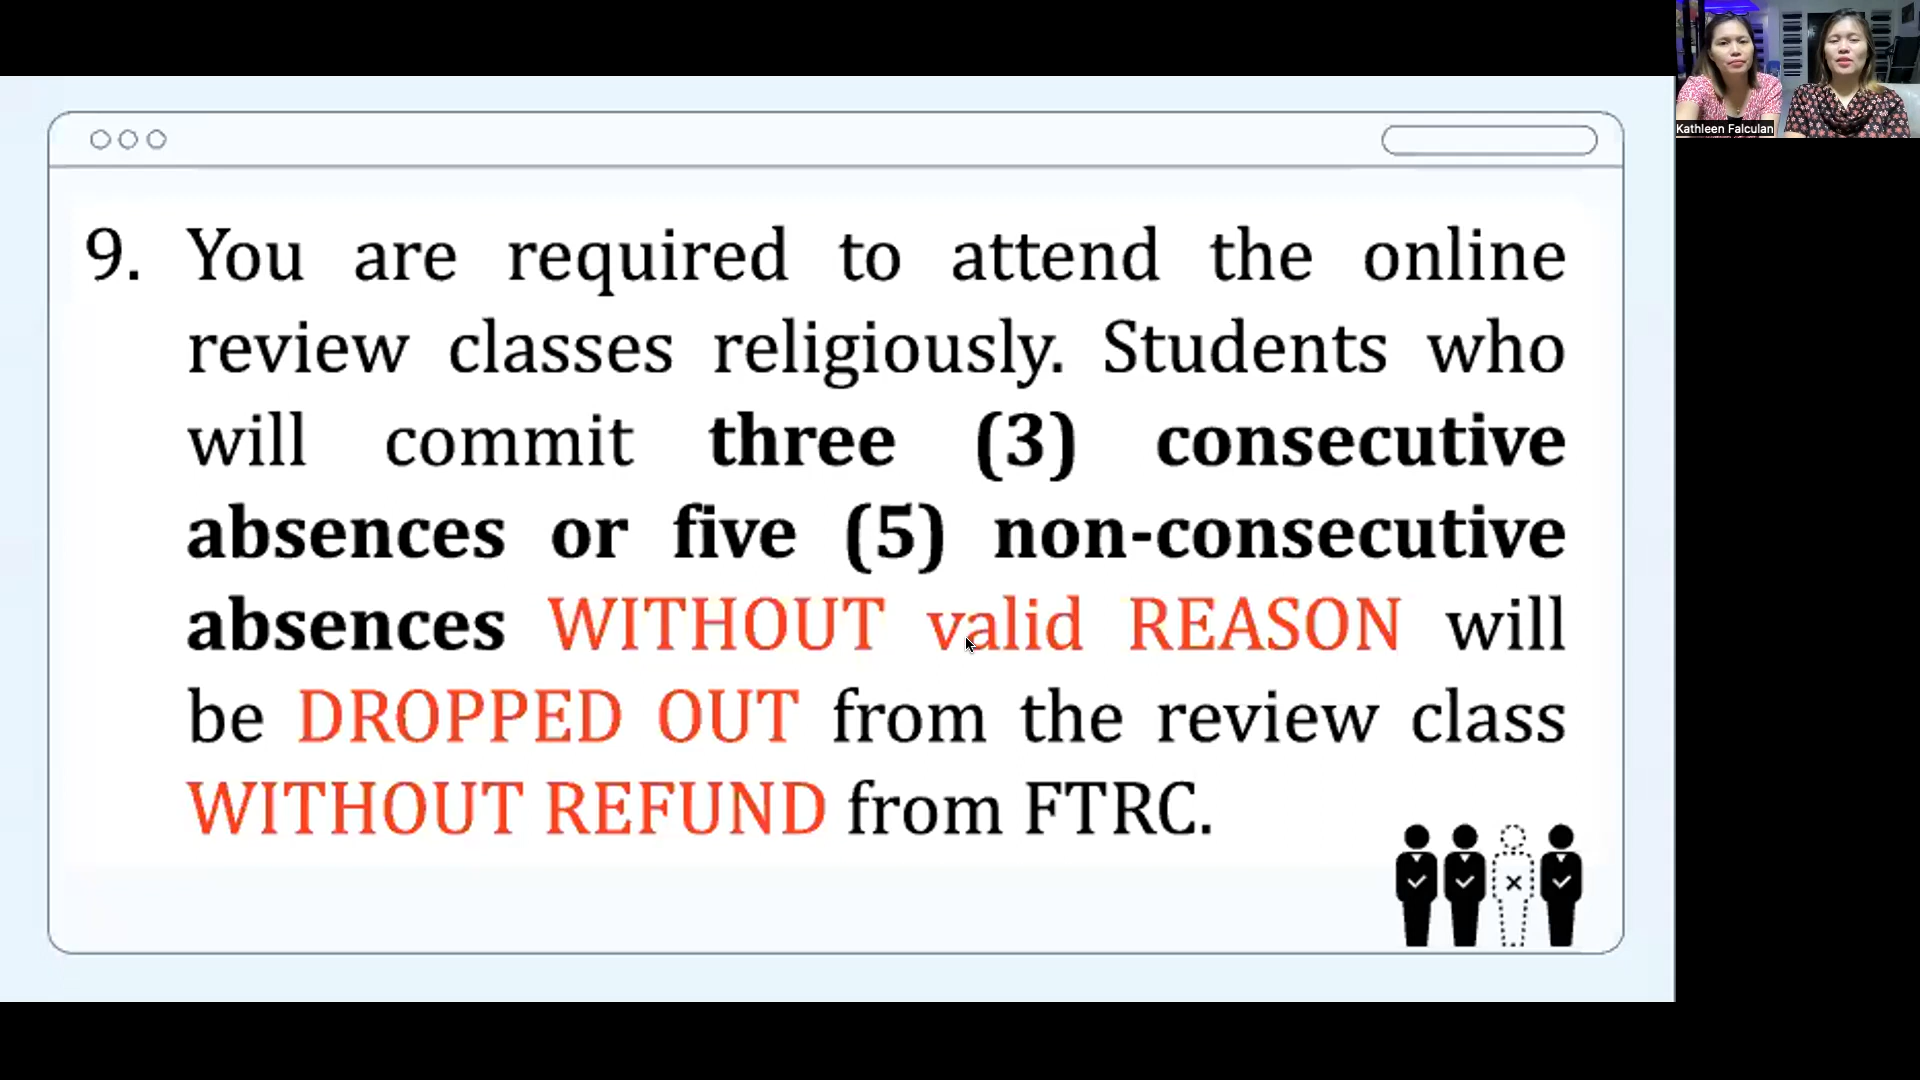 Kathleen Falculan
9. You are required to attend the online
review classes religiously. Students who
will commit three (3) consecutive
absences or five (5) non-consecutive
absences WITHOUT valid REASON will
be DROPPED OUT from the review class
WITHOUT REFUND from FTRC.